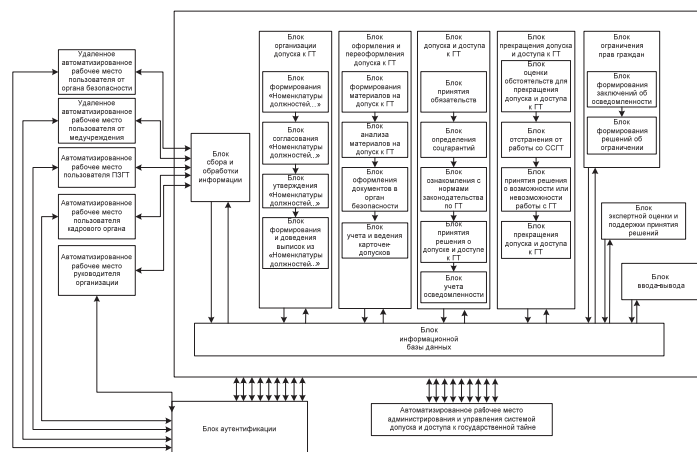 Удаленное
автоматизированное
рабочее место
пользователя от
органа безопасности
Удаленное
автоматизированное
рабочее место
пользователя от
медучреждения
Автоматизированное
рабочее место
пользователя ПЗГТ
Автоматизированное
рабочее место
пользователя
кадрового органа
Автоматизированное
рабочее место
руководителя
организации
Блок
сбора и
обработки
информации
Блок
организации
допуска к ГТ
Блок
формирования
«Номенклатуры
должностей...»
Блок
согласования
«Номенклатуры
должностей...»
Блок
утверждения
«Номенклатуры
должностей...»
Блок
формирования
и доведения
выписок из
«Номенклатуры
должностей...»
Блок
оформления и
переоформления
допуска к ГТ
Блок
формирования
материалов на
допуск к ГТ
Блок
анализа
материалов на
допуск к ГТ
Блок
оформления
документов в
орган
безопасности
Блок
учета и ведения
карточек-
допусков
Блок
допуска и доступа
к ГТ
Блок
принятия
обязательств
Блок
определения
соцгарантий
Блок
ознакомления с
нормами
законодательства
по ГТ
Блок
принятия
решения о
допуске и доступе
к ГТ
Блок
учета
осведомленности
Блок
прекращения допуска
и доступа к ГТ
Блок
оценки
обстоятельств для
прекращения
допуска и доступа
к ГТ
Блок
отстранения от
работы со ССГТ
Блок
принятия решения
о возможности или
невозможности
работы с ГТ
Блок
прекращения
допуска и доступа
к ГТ
Блок
ограничения
прав граждан
Блок
формирования
заключений об
осведомленности
Блок
формирования
решений об
ограничении
Блок
экспертной оценки и
поддержки принятия
решений
Блок
ввода-вывода
Блок
информационной
базы данных
Блок аутентификации
Автоматизированное рабочее место
администрирования и управления системой
допуска и доступа к государственной тайне